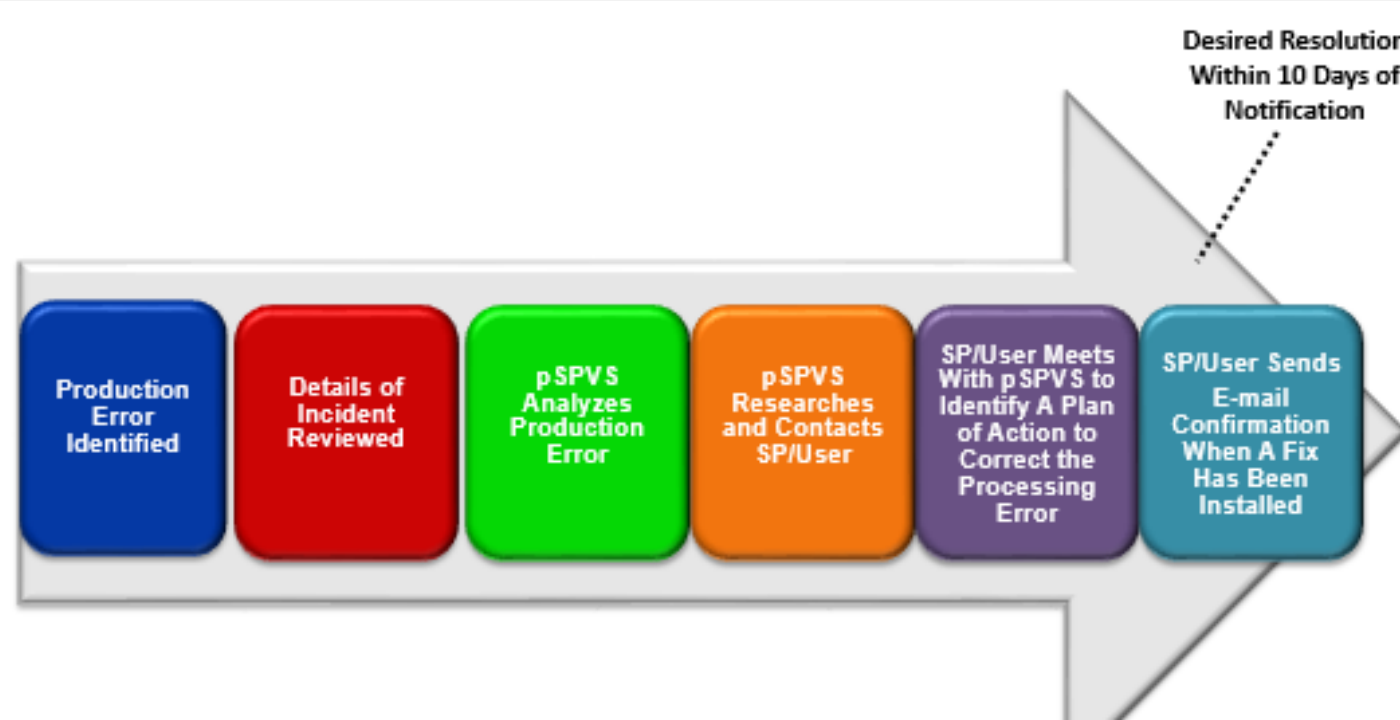 Desired Resolution
Within 10 Days of
Notification
Production
Error
Identified
Details of
Incident
Reviewed
pSPVS
Analyzes
Production
Error
pSPVS
Researches
and Contacts
SP/User
SP/User Meets
With pSPVS to
Identify A Plan
of Action to
Correct the
Processing
Error
SP/User Sends
E-mail
Confirmation
When A Fix
Has Been
Installed